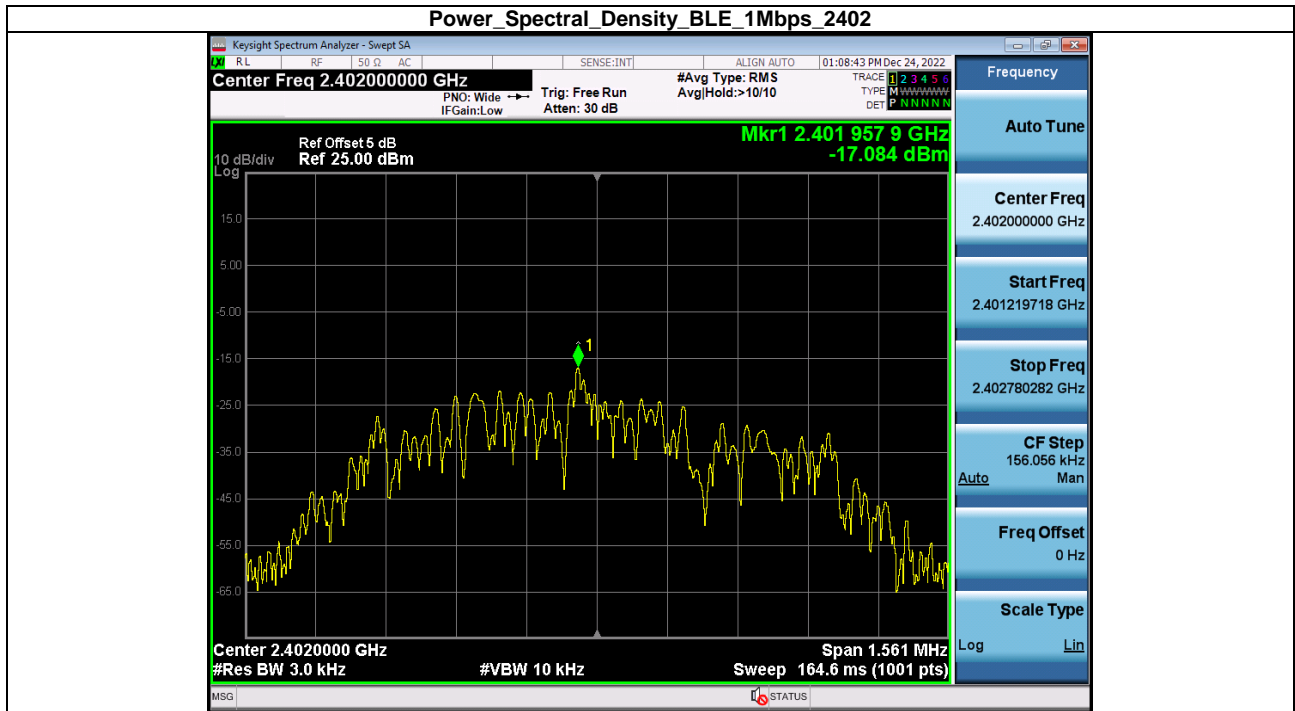 Power_Spectral_Density_BLE_1Mbps_2402
Keysight Spectrum Analyzer - Swept SA
LXI RL RF 50 Ω AC SENSE:INT ALIGN AUTO 01:08:43 PM Dec 24, 2022
Center Freq 2.402000000 GHz
PNO: Wide
IFGain:Low
Trig: Free Run
Atten: 30 dB
#Avg Type: RMS
Avg|Hold:>10/10
TRACE 1 2 3 4 5 6
TYPE M WWWWW
DET P N N N N N
Mkr1 2.401 957 9 GHz
-17.084 dBm
Ref Offset 5 dB
10 dB/div Ref 25.00 dBm
Log
15.0
5.00
-5.00
-15.0
-25.0
-35.0
-45.0
-55.0
-65.0
1
Center 2.4020000 GHz Span 1.561 MHz
#Res BW 3.0 kHz #VBW 10 kHz Sweep 164.6 ms (1001 pts)
MSG STATUS
Frequency
Auto Tune
Center Freq
2.402000000 GHz
Start Freq
2.401219718 GHz
Stop Freq
2.402780282 GHz
CF Step
156.056 kHz
Auto Man
Freq Offset
0 Hz
Scale Type
Log Lin